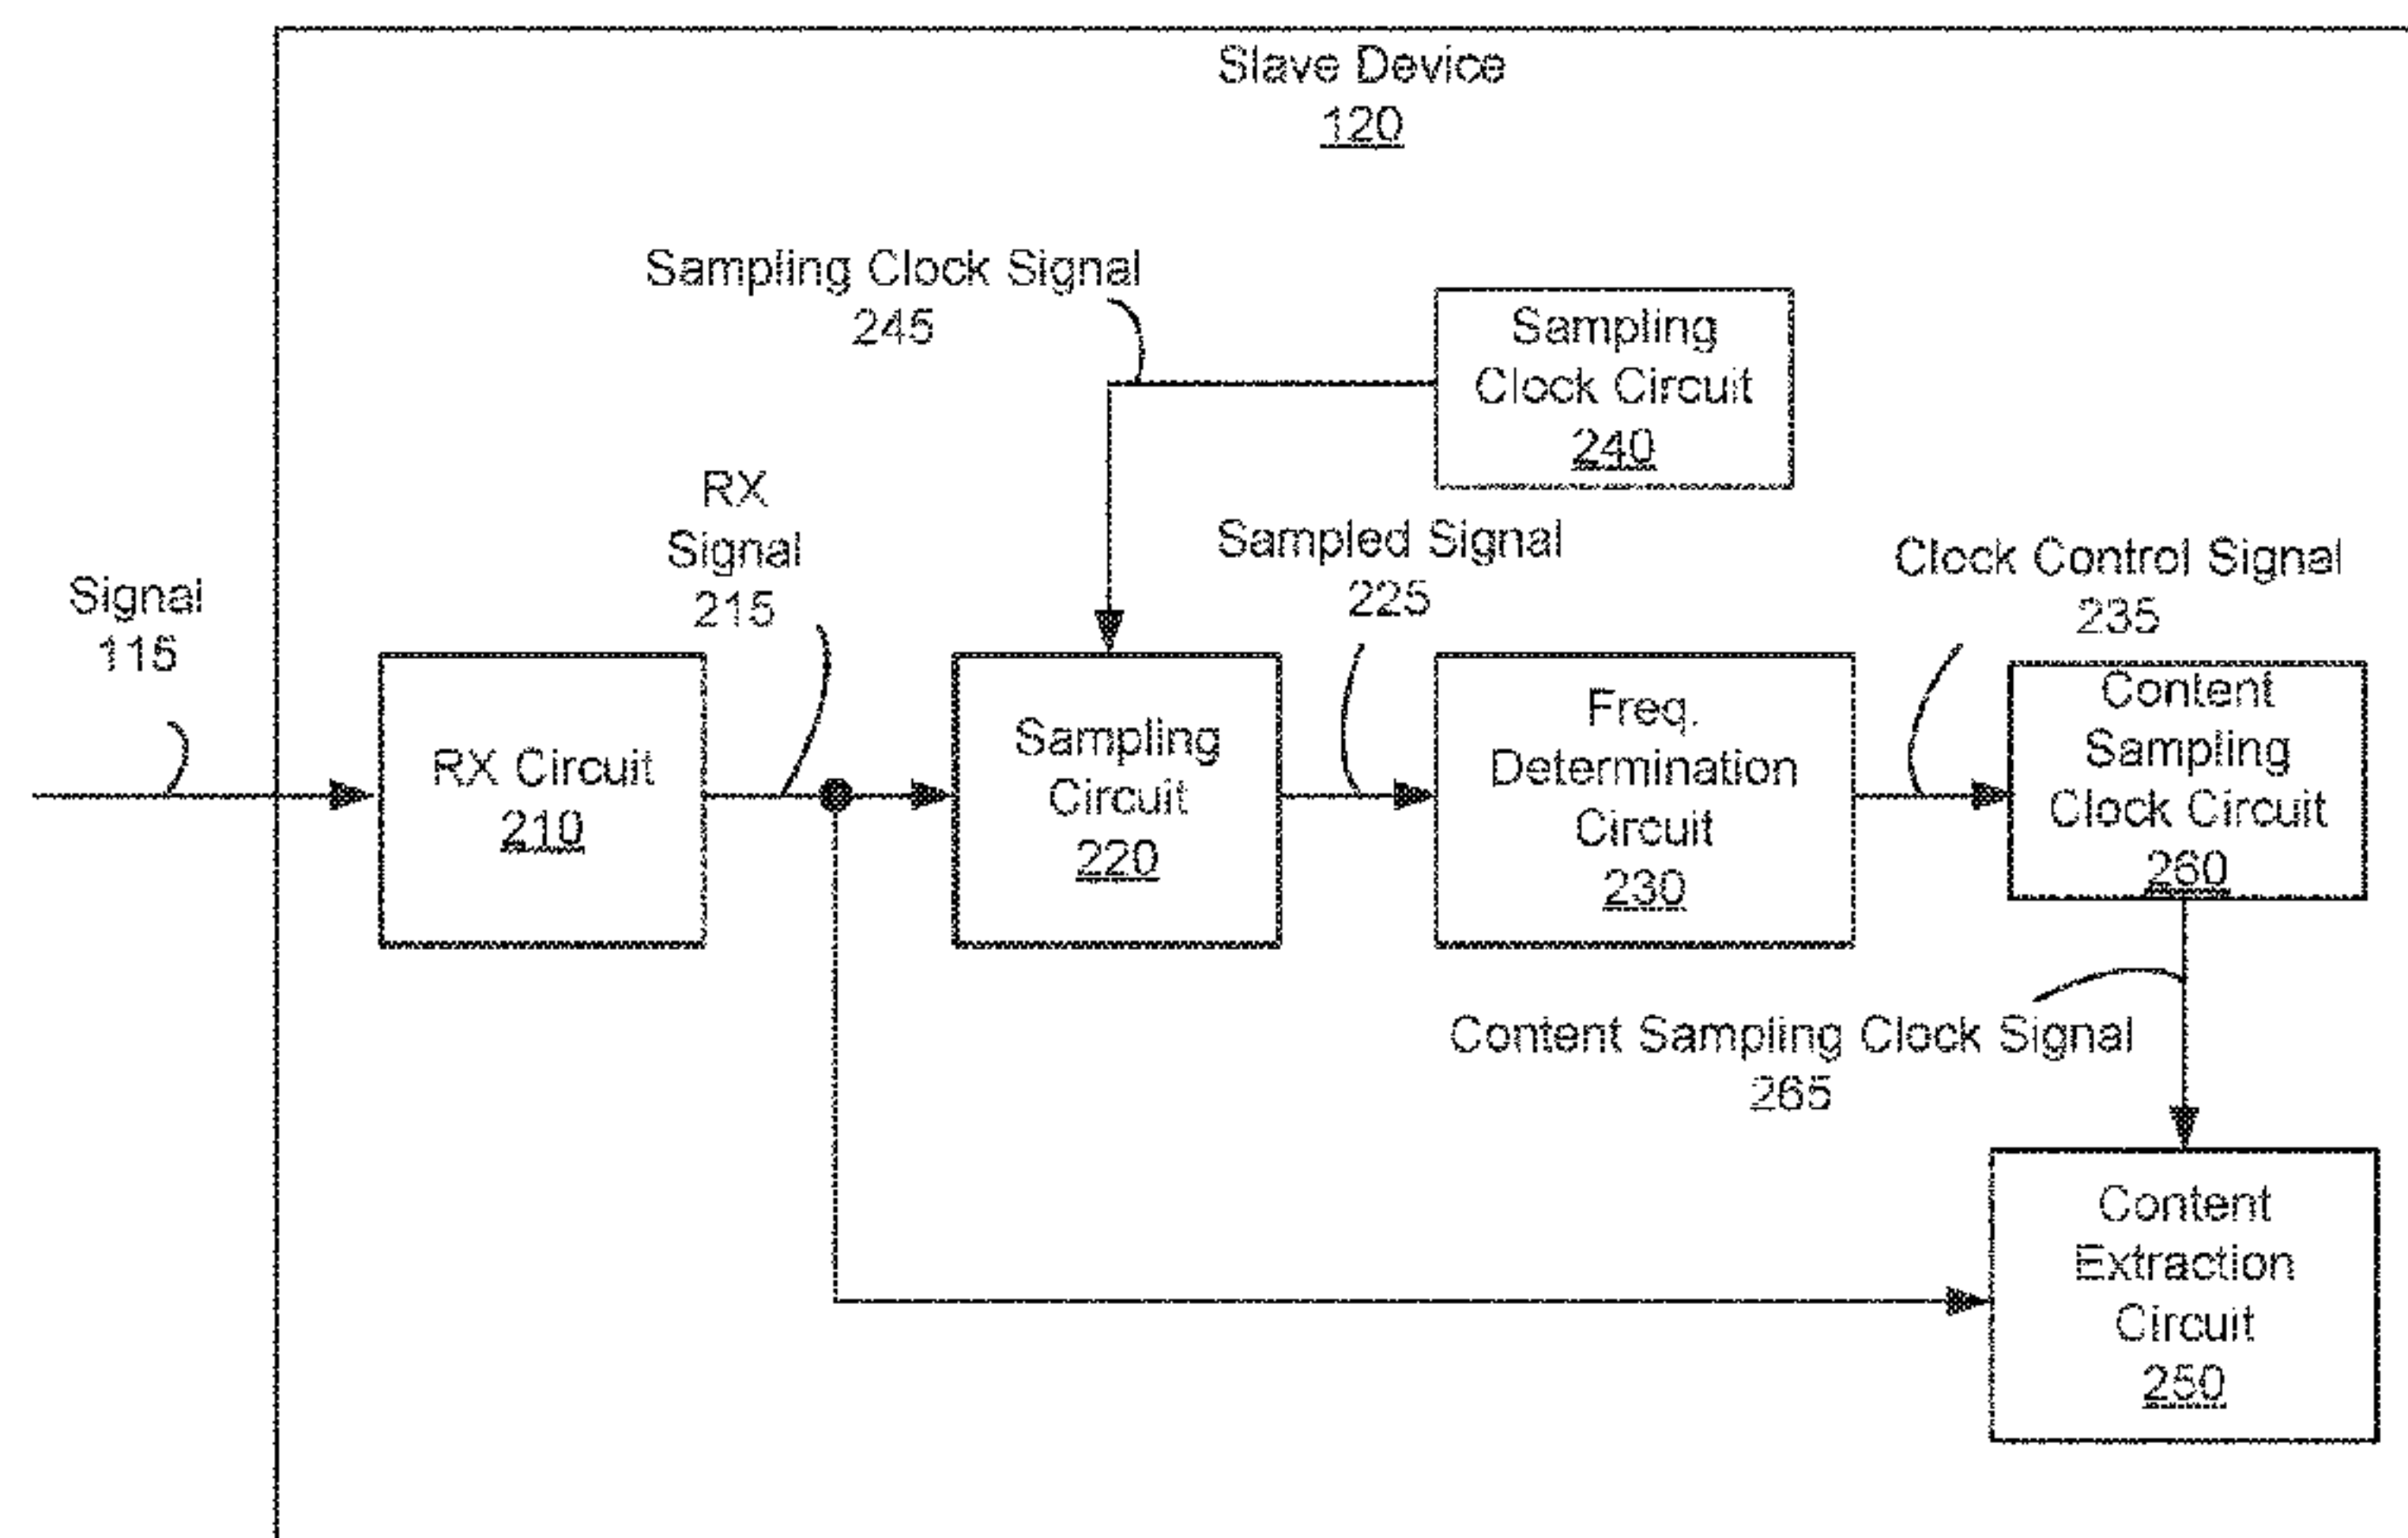 Slave Device
120
Sampling Clock Signal
245
Sampling
Clock Circuit
240
RX
Signal
215
Sampled Signal
225
Clock Control Signal
235
Signal
115
RX Circuit
210
Sampling
Circuit
220
Freq.
Determination
Circuit
230
Content
Sampling
Clock Circuit
260
Content Sampling Clock Signal
265
Content
Extraction
Circuit
250